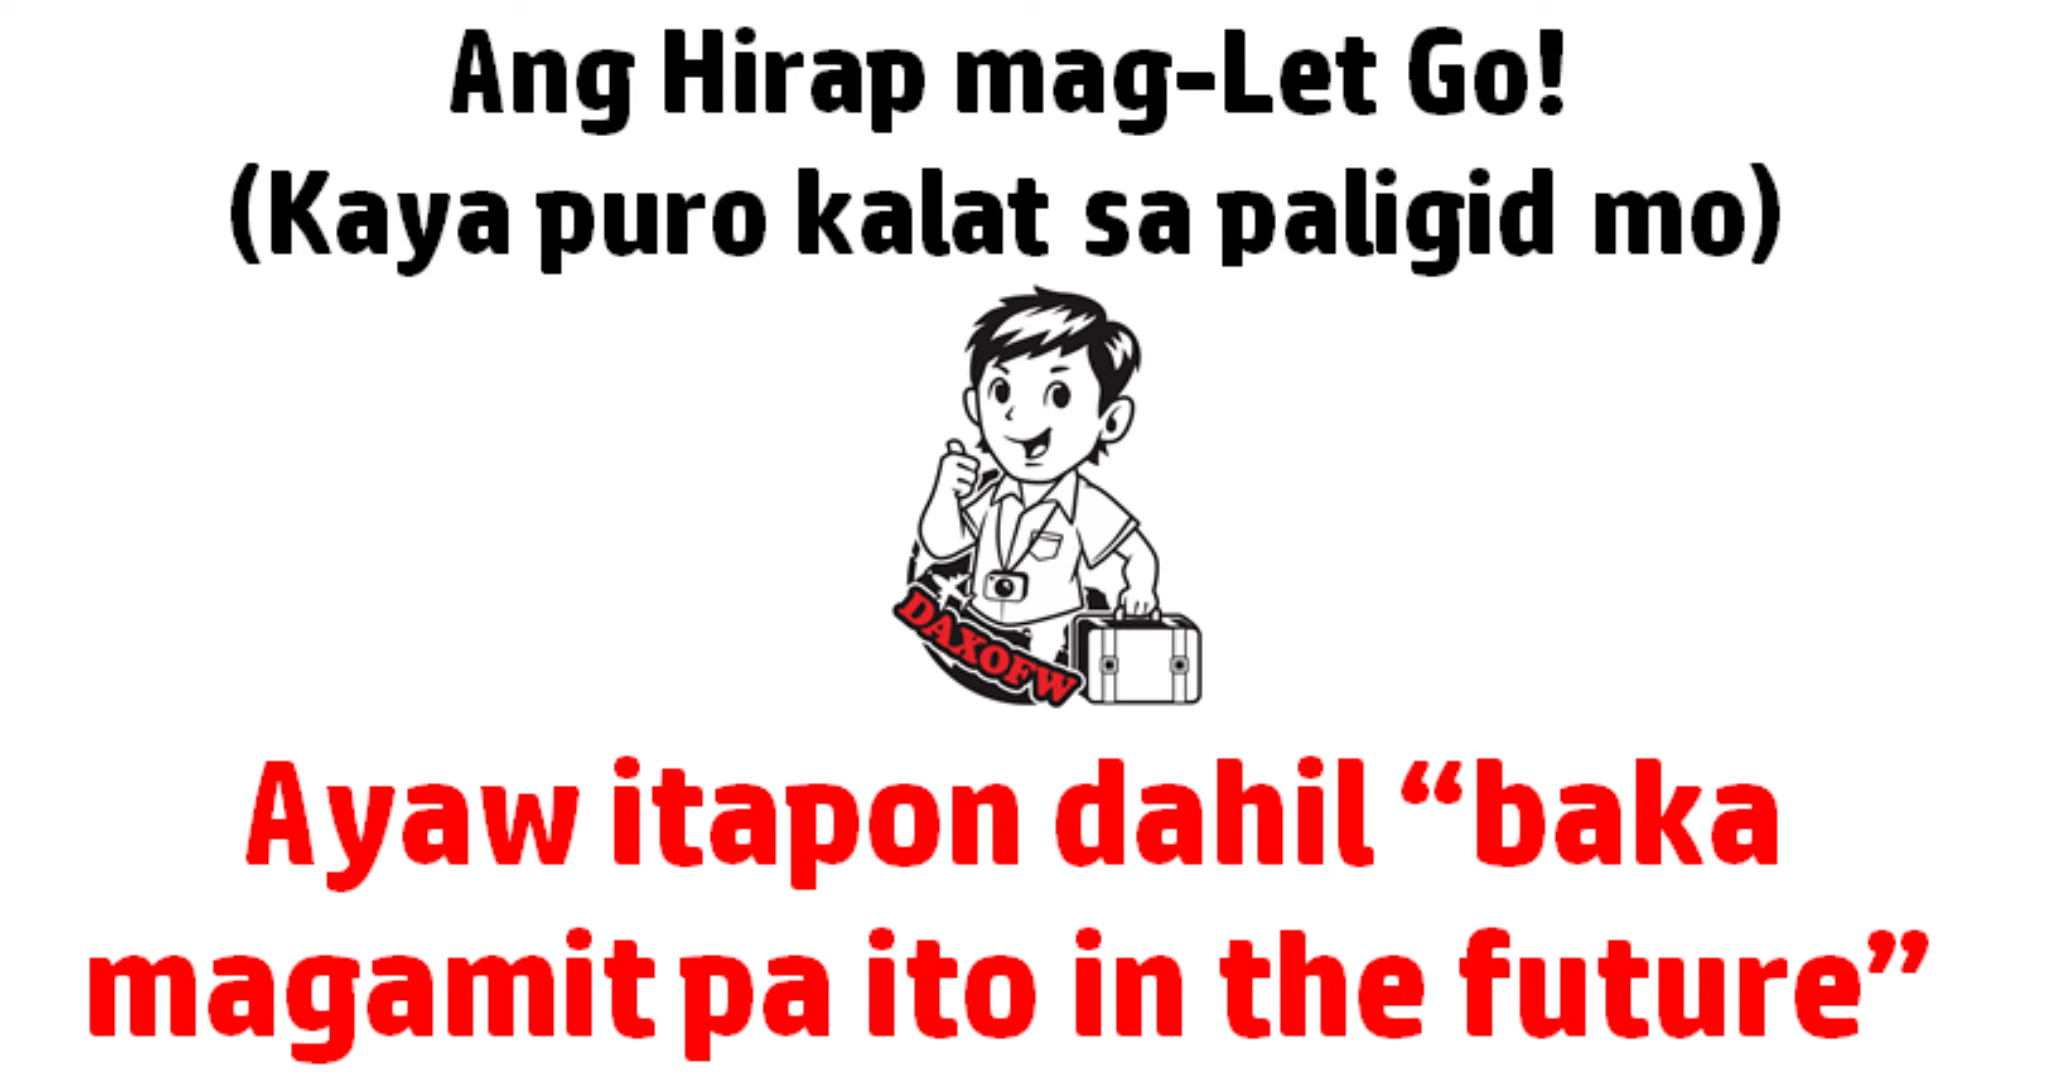 Ang Hirap mag-Let Go!
(Kaya puro kalat sa paligid mo)
DAXOFW
Ayaw itapon dahil “baka
magamit pa ito in the future”